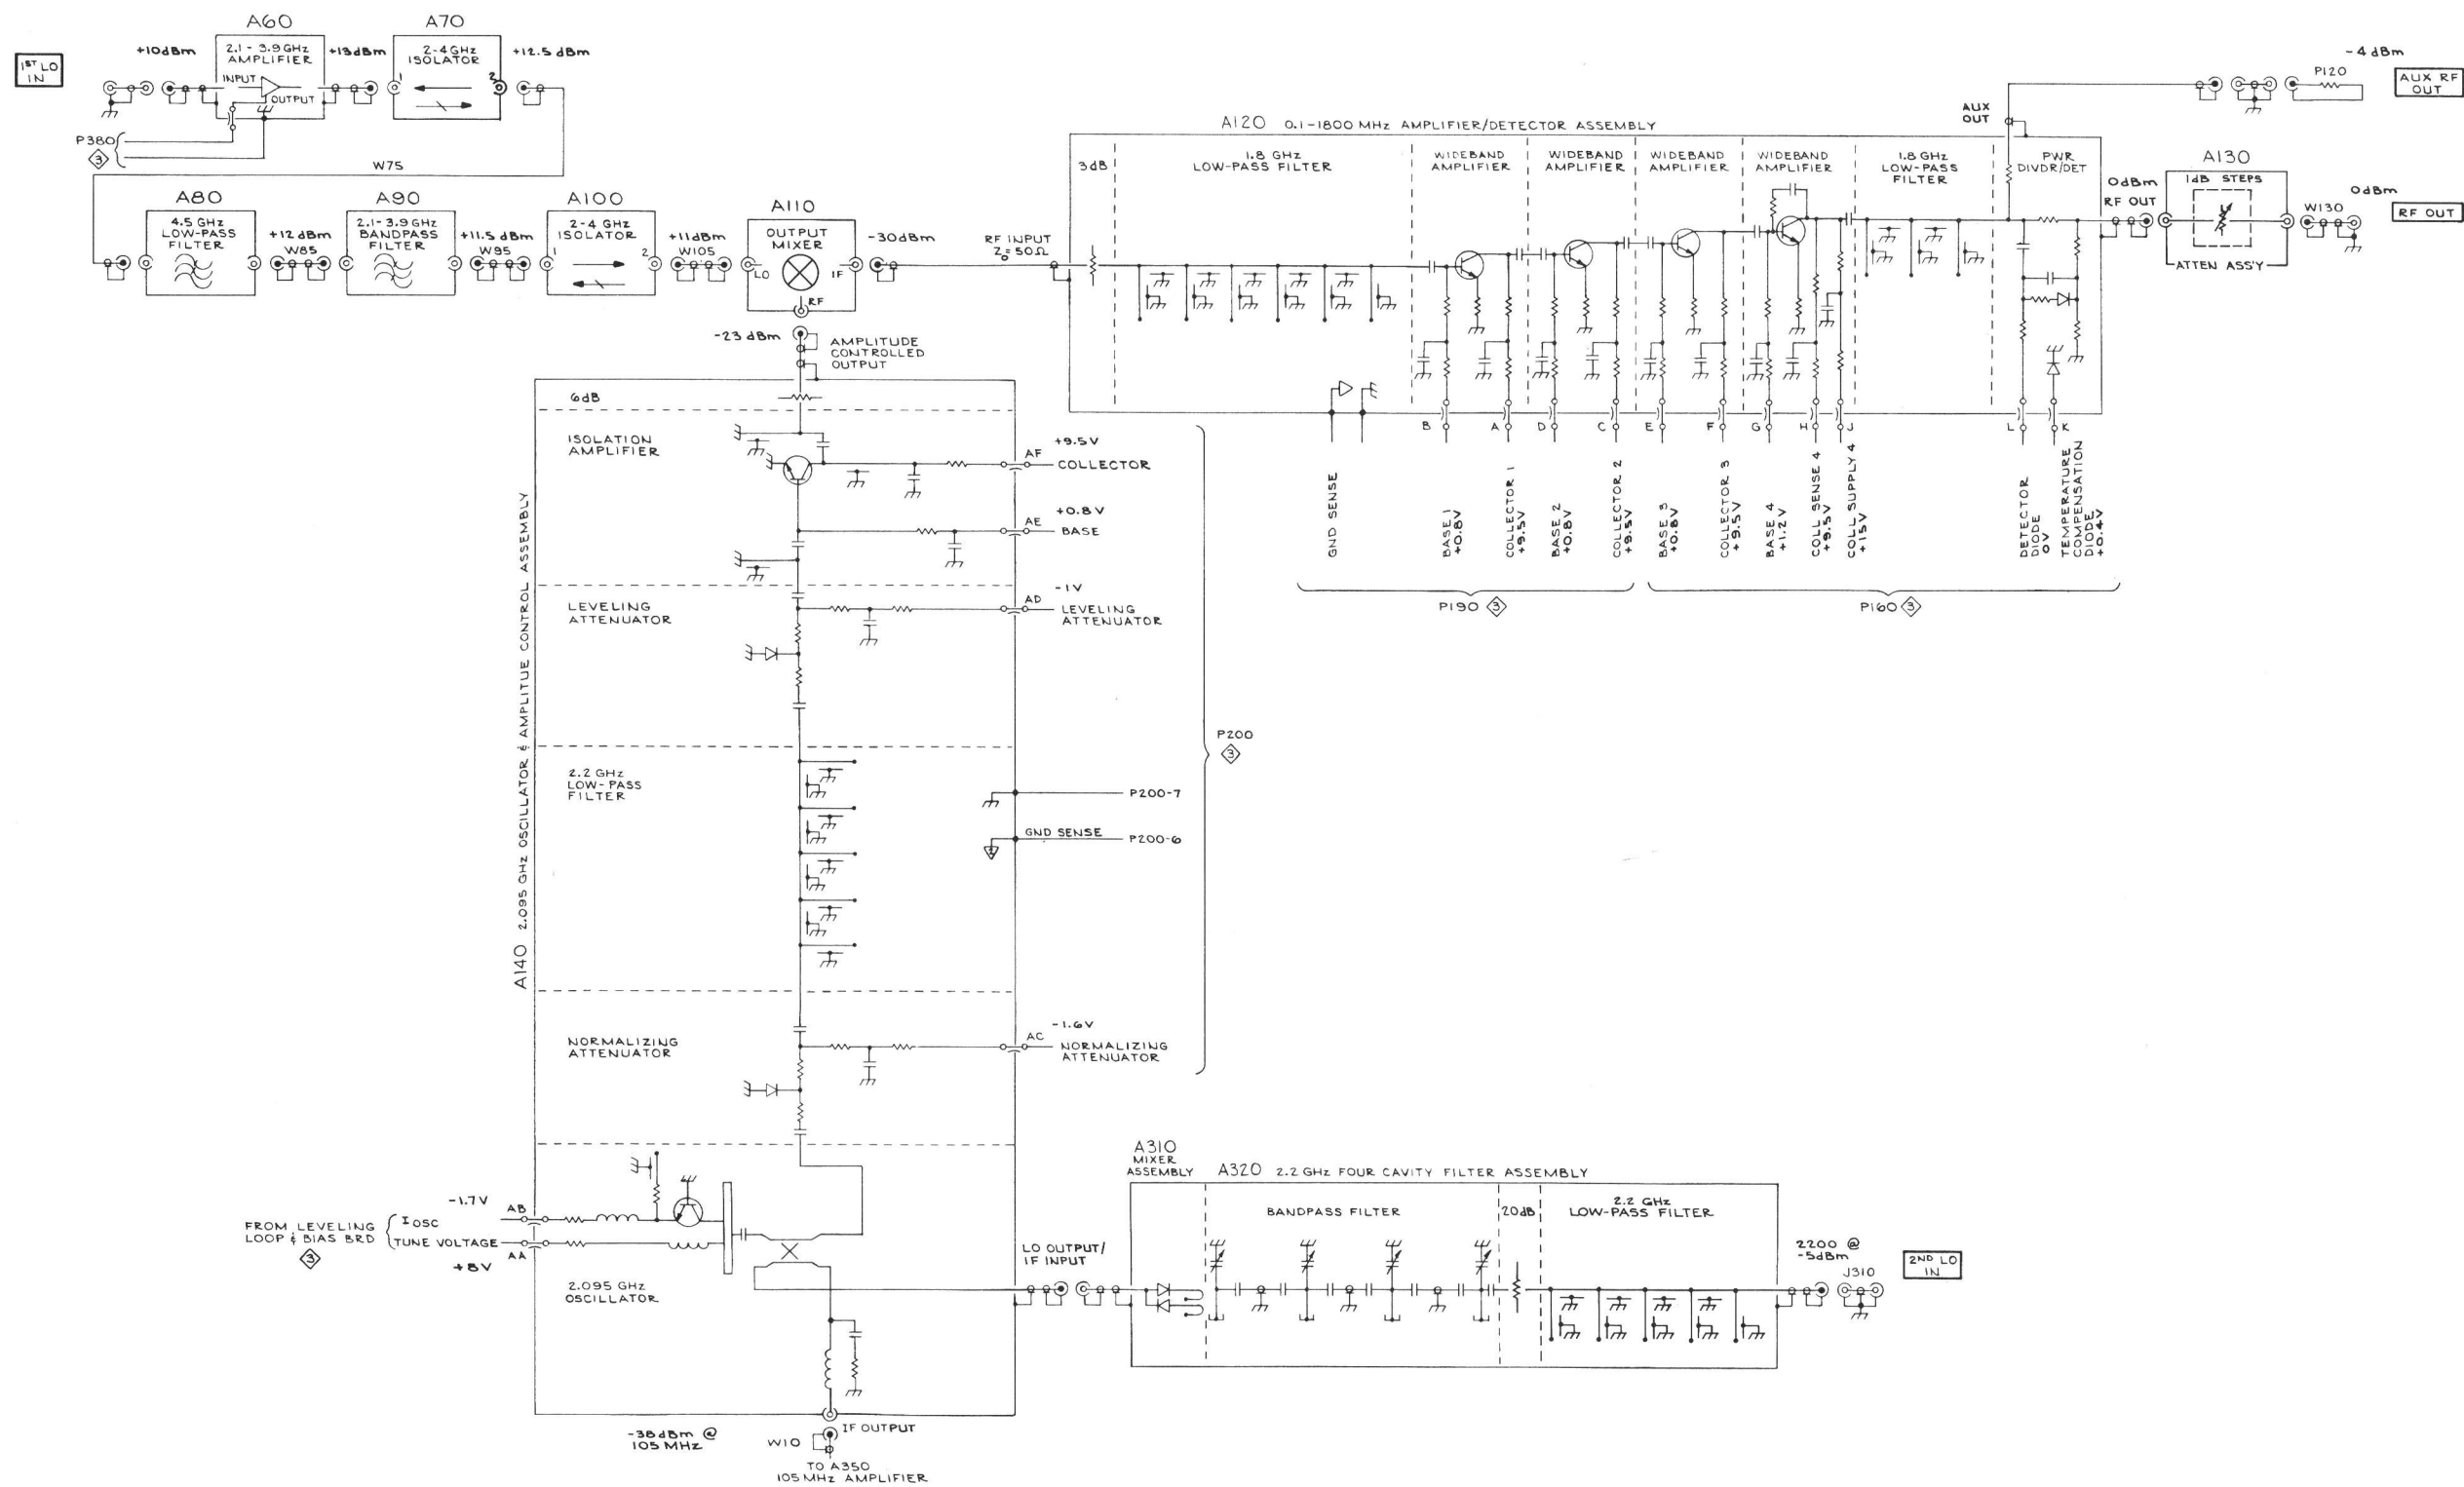 A60
A70
1ST LO
IN
+10dBm
2.1-3.9GHz
AMPLIFIER
INPUT
OUTPUT
+13dBm
2-4GHz
ISOLATOR
1
2
+12.5 dBm
P380
3
W75
A80
4.5 GHz
LOW-PASS
FILTER
+12dBm
W85
A90
2.1-3.9GHz
BANDPASS
FILTER
+11.5 dBm
W95
A100
2-4 GHz
ISOLATOR
1
2
+11dBm
W105
A110
OUTPUT
MIXER
LO
IF
RF
-30dBm
RF INPUT
Zo=50Ω
A120 0.1-1800 MHz AMPLIFIER/DETECTOR ASSEMBLY
3dB
1.8 GHz
LOW-PASS FILTER
WIDEBAND
AMPLIFIER
WIDEBAND
AMPLIFIER
WIDEBAND
AMPLIFIER
WIDEBAND
AMPLIFIER
1.8 GHz
LOW-PASS
FILTER
PWR
DIVDR/DET
AUX
OUT
-4dBm
P120
AUX RF
OUT
0dBm
RF OUT
A130
1dB STEPS
ATTEN ASS'Y
0dBm
W130
RF OUT
B
A
D
C
E
F
G
H
J
L
K
GND SENSE
BASE 1
+0.8V
COLLECTOR 1
+9.5V
BASE 2
+0.8V
COLLECTOR 2
+9.5V
BASE 3
+0.8V
COLLECTOR 3
+9.5V
BASE 4
+1.2V
COLL SENSE 4
+9.5V
COLL SUPPLY 4
+15V
DETECTOR
DIODE
0V
TEMPERATURE
COMPENSATION
DIODE
+0.4V
P190 3
P160 3
-23 dBm
AMPLITUDE
CONTROLLED
OUTPUT
A140 2.095 GHz OSCILLATOR & AMPLITUE CONTROL ASSEMBLY
6dB
ISOLATION
AMPLIFIER
+9.5V
AF
COLLECTOR
+0.8V
AE
BASE
LEVELING
ATTENUATOR
-1V
AD
LEVELING
ATTENUATOR
P200
3
2.2 GHz
LOW-PASS
FILTER
P200-7
GND SENSE
P200-6
NORMALIZING
ATTENUATOR
-1.6V
AC
NORMALIZING
ATTENUATOR
-1.7V
AB
FROM LEVELING
LOOP & BIAS BRD
3
I OSC
TUNE VOLTAGE
AA
+8V
2.095 GHz
OSCILLATOR
LO OUTPUT/
IF INPUT
A310
MIXER
ASSEMBLY
A320 2.2 GHz FOUR CAVITY FILTER ASSEMBLY
BANDPASS FILTER
20dB
2.2 GHz
LOW-PASS FILTER
2200 @
-5dBm
J310
2ND LO
IN
-38dBm @
105 MHz
IF OUTPUT
W10
TO A350
105 MHz AMPLIFIER